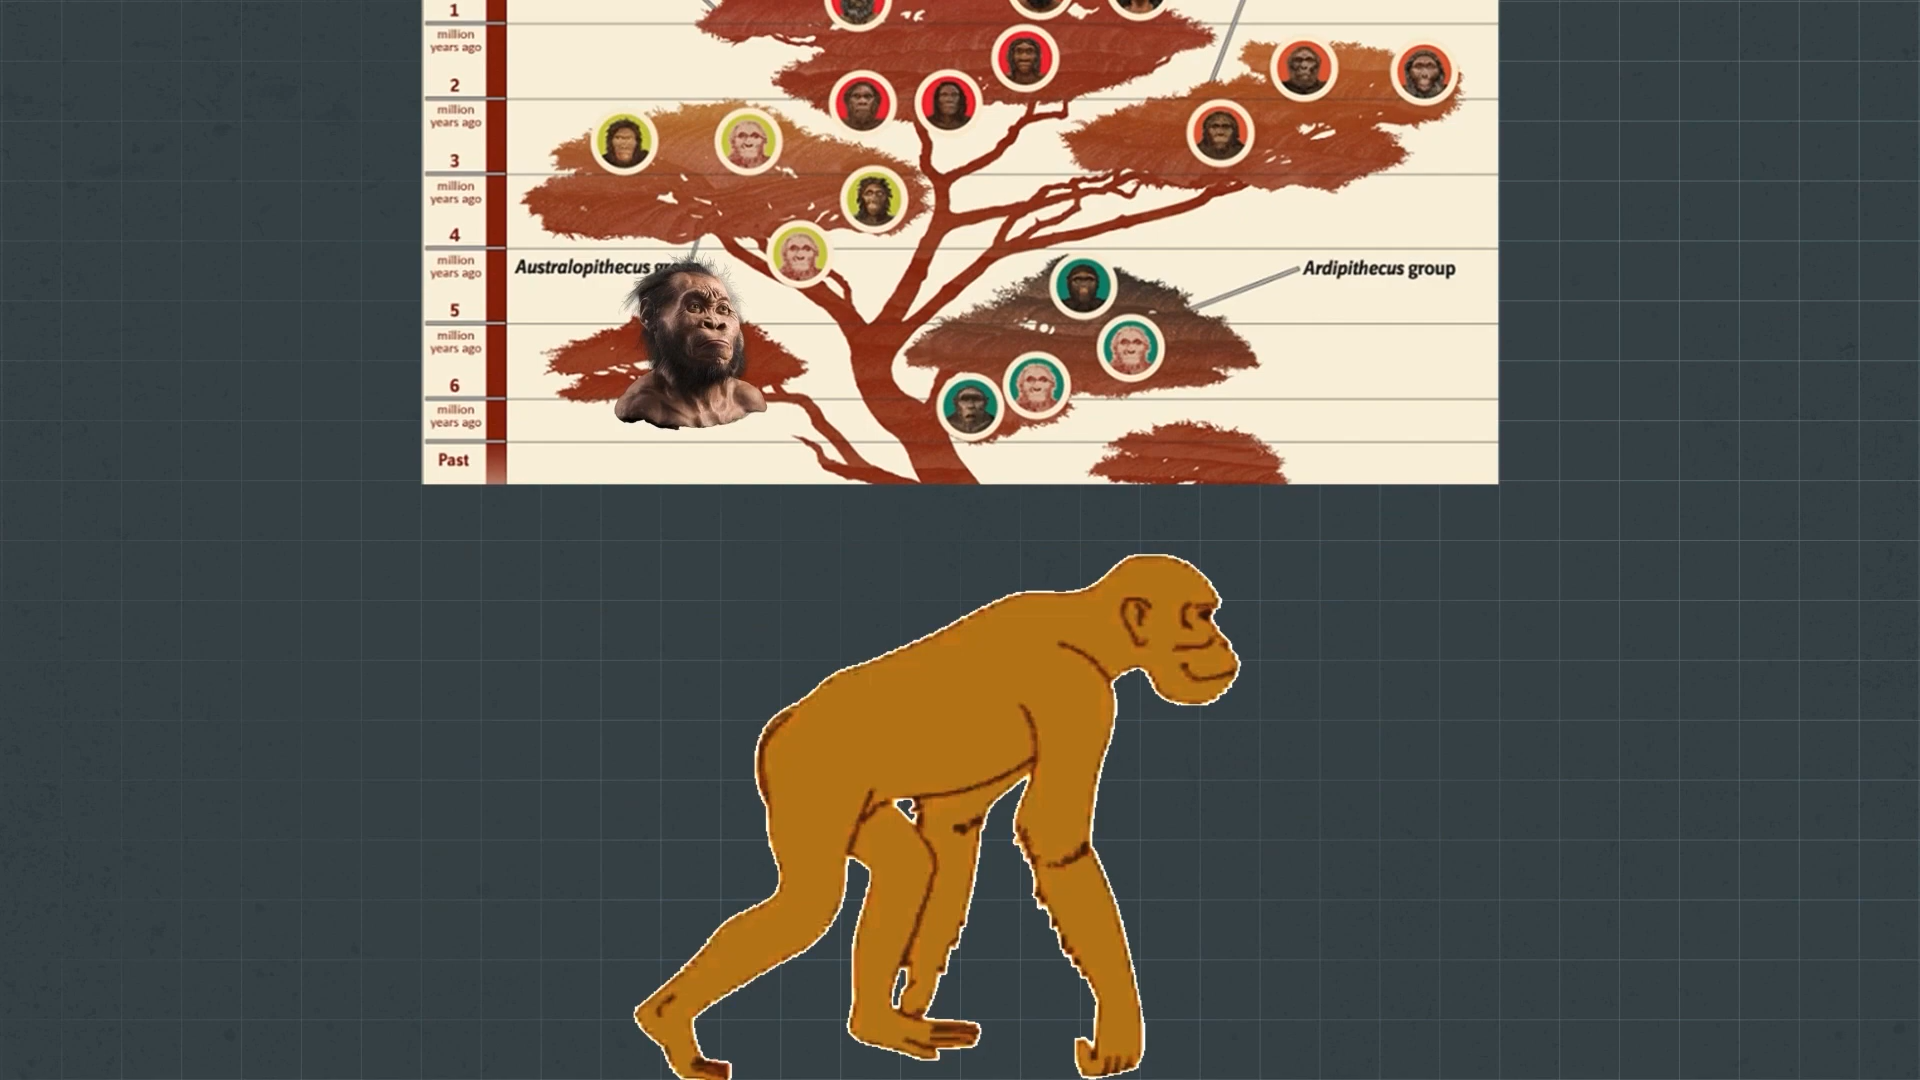 1
million
years ago
2
million
years ago
3
million
years ago
4
million
years ago
Australopithecus
Ardipithecus group
5
million
years ago
6
million
years ago
Past